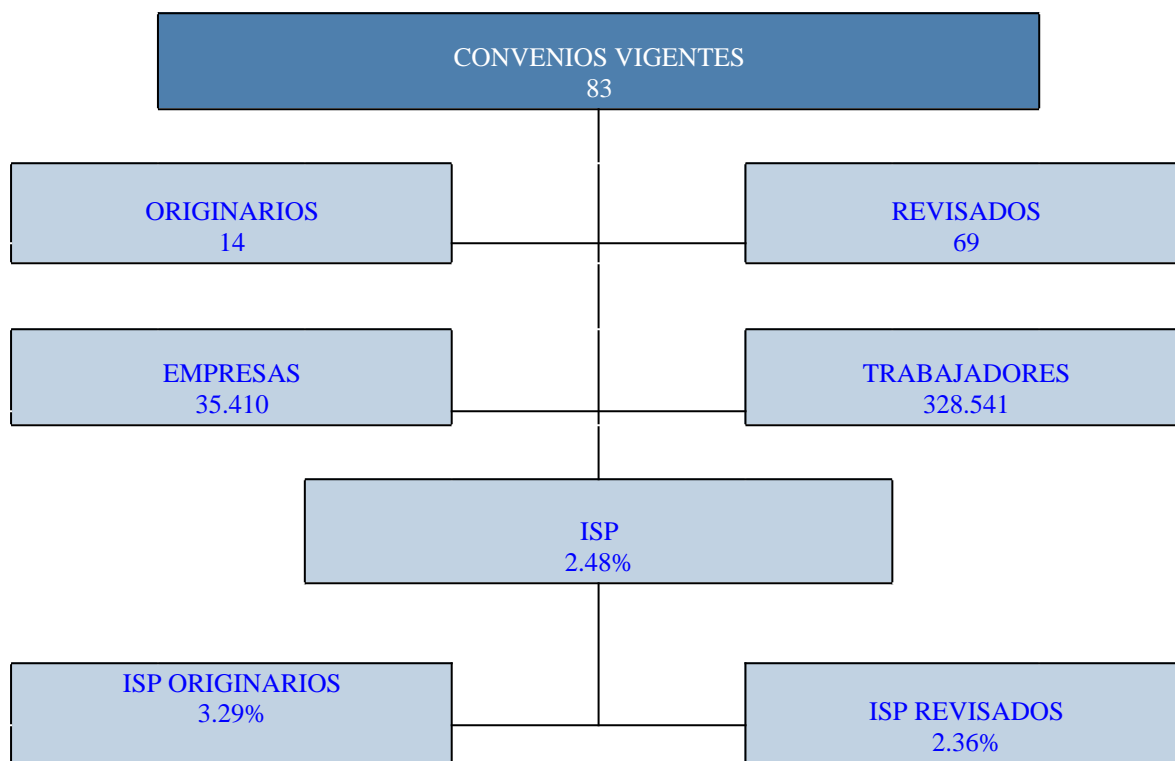 CONVENIOS VIGENTES
83
ORIGINARIOS
14
REVISADOS
69
EMPRESAS
35.410
TRABAJADORES
328.541
ISP
2.48%
ISP ORIGINARIOS
3.29%
ISP REVISADOS
2.36%